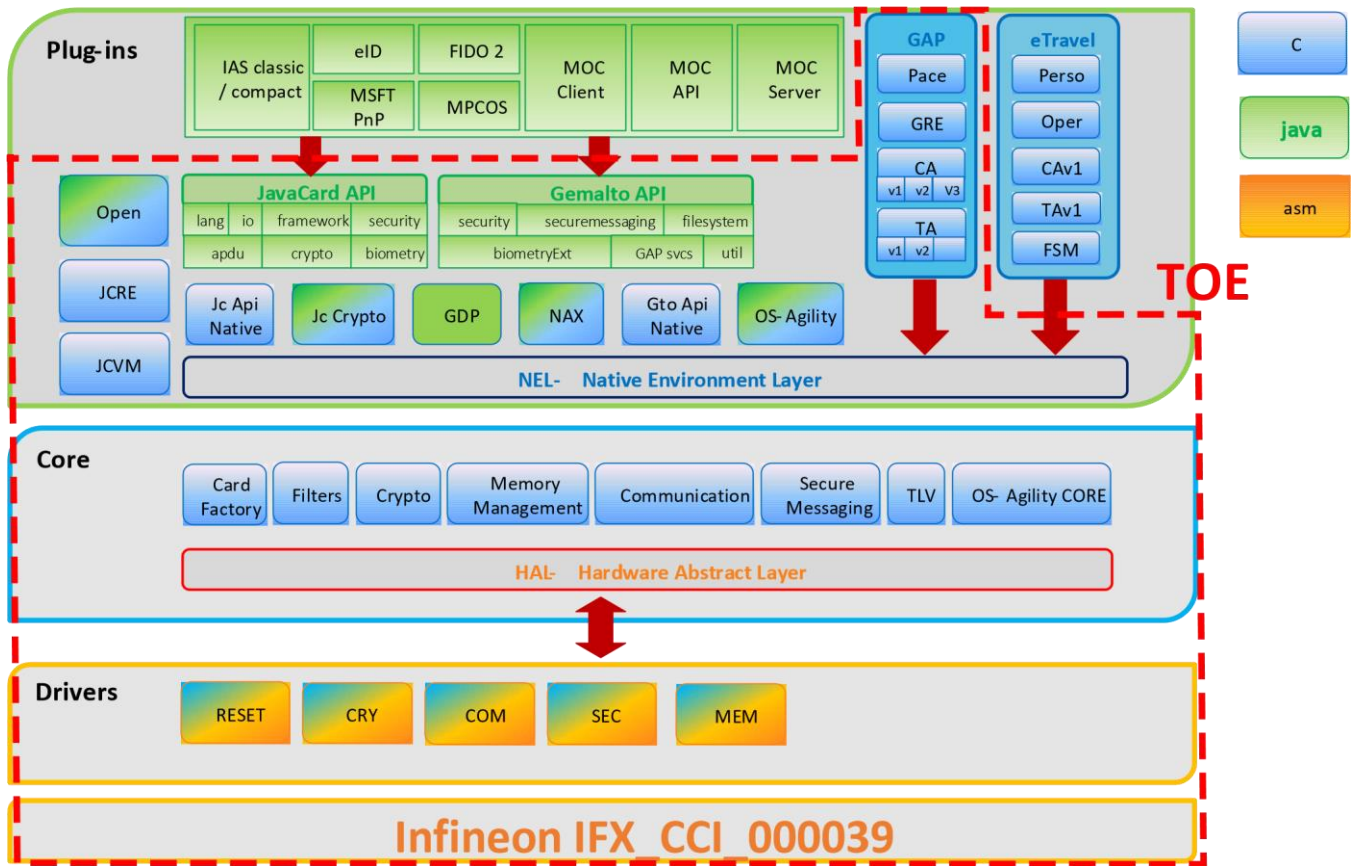 Plug-ins
IAS classic
/ compact
eID
FIDO 2
MSFT
PnP
MPCOS
MOC
Client
MOC
API
MOC
Server
GAP
Pace
GRE
CA
v1 v2 V3
TA
v1 v2
eTravel
Perso
Oper
CAv1
TAv1
FSM
C
java
asm
TOE
Open
JCRE
JCVM
JavaCard API
lang io framework security
apdu crypto biometry
Gemalto API
security securemessaging filesystem
biometryExt GAP svcs util
Jc Api
Native
Jc Crypto
GDP
NAX
Gto Api
Native
OS- Agility
NEL- Native Environment Layer
Core
Card
Factory
Filters
Crypto
Memory
Management
Communication
Secure
Messaging
TLV
OS- Agility CORE
HAL- Hardware Abstract Layer
Drivers
RESET
CRY
COM
SEC
MEM
Infineon IFX_CCI_000039